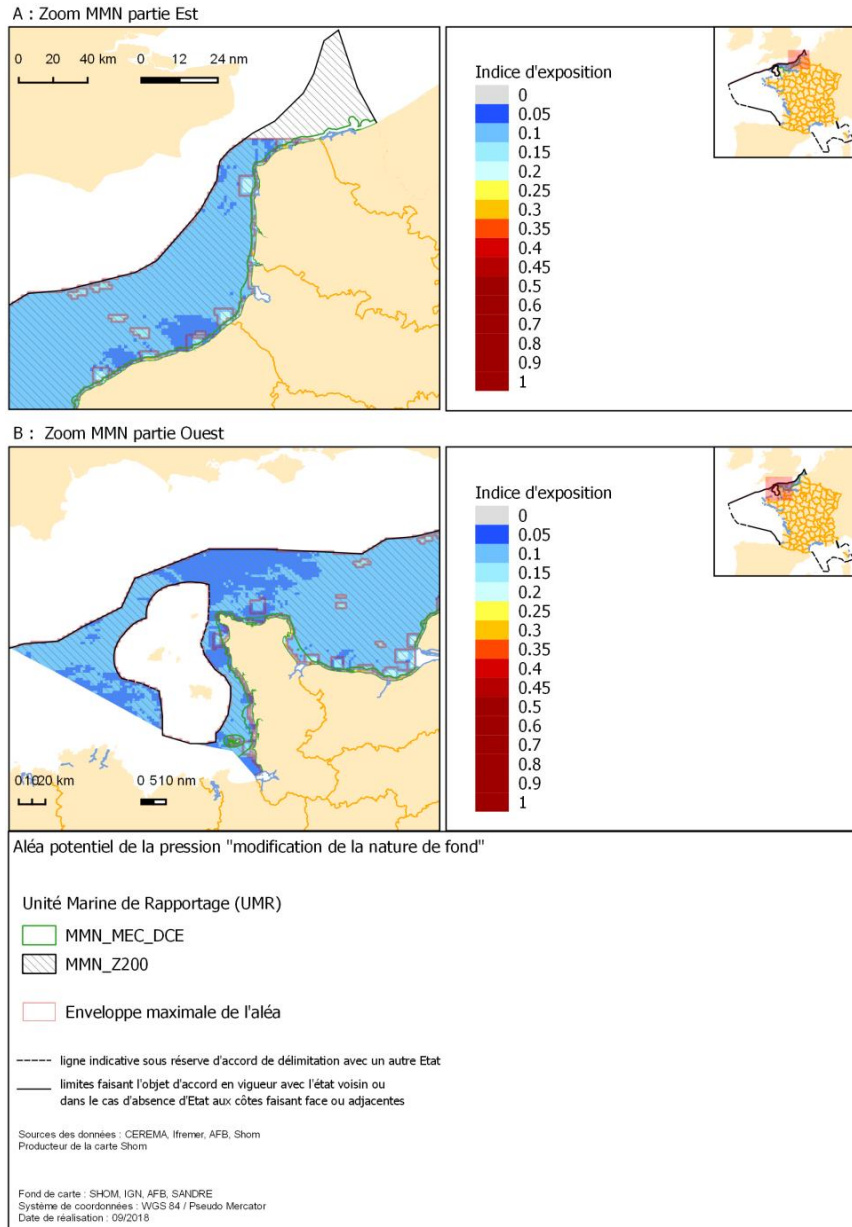 A : Zoom MMN partie Est
0 20 40 km 0 12 24 nm
Indice d'exposition
0
0.05
0.1
0.15
0.2
0.25
0.3
0.35
0.4
0.45
0.5
0.6
0.7
0.8
0.9
1
B : Zoom MMN partie Ouest
Indice d'exposition
0
0.05
0.1
0.15
0.2
0.25
0.3
0.35
0.4
0.45
0.5
0.6
0.7
0.8
0.9
1
0 10 20 km 0 5 10 nm
Aléa potentiel de la pression "modification de la nature de fond"
Unité Marine de Rapportage (UMR)
MMN_MEC_DCE
MMN_Z200
Enveloppe maximale de l'aléa
ligne indicative sous réserve d'accord de délimitation avec un autre Etat
limites faisant l'objet d'accord en vigueur avec l'état voisin ou
dans le cas d'absence d'Etat aux côtes faisant face ou adjacentes
Sources des données : CEREMA, Ifremer, AFB, Shom
Producteur de la carte Shom
Fond de carte : SHOM, IGN, AFB, SANDRE
Système de coordonnées : WGS 84 / Pseudo Mercator
Date de réalisation : 09/2018